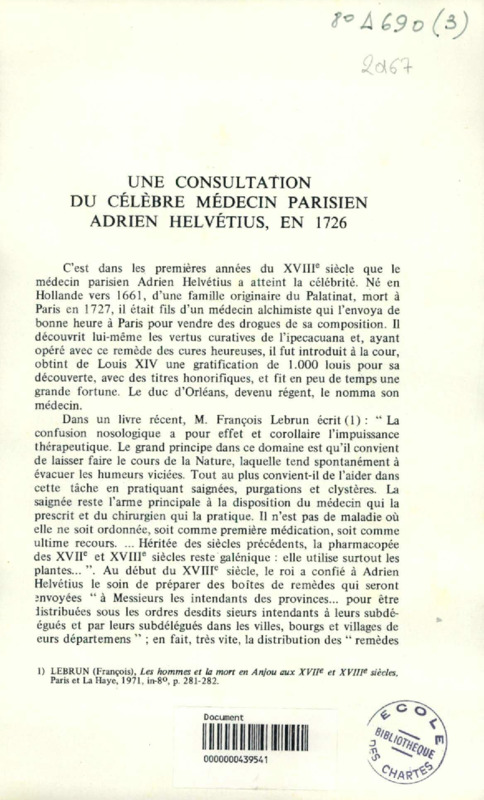 8º Δ 690 (3)
2d67
UNE CONSULTATION
DU CÉLÈBRE MÉDECIN PARISIEN
ADRIEN HELVÉTIUS, EN 1726
C'est dans les premières années du XVIIIe siècle que le
médecin parisien Adrien Helvétius a atteint la célébrité. Né en
Hollande vers 1661, d'une famille originaire du Palatinat, mort à
Paris en 1727, il était fils d'un médecin alchimiste qui l'envoya de
bonne heure à Paris pour vendre des drogues de sa composition. Il
découvrit lui-même les vertus curatives de l'ipecacuana et, ayant
opéré avec ce remède des cures heureuses, il fut introduit à la cour,
obtint de Louis XIV une gratification de 1.000 louis pour sa
découverte, avec des titres honorifiques, et fit en peu de temps une
grande fortune. Le duc d'Orléans, devenu régent, le nomma son
médecin.
Dans un livre récent, M. François Lebrun écrit (1) : " La
confusion nosologique a pour effet et corollaire l'impuissance
thérapeutique. Le grand principe dans ce domaine est qu'il convient
de laisser faire le cours de la Nature, laquelle tend spontanément à
évacuer les humeurs viciées. Tout au plus convient-il de l'aider dans
cette tâche en pratiquant saignées, purgations et clystères. La
saignée reste l'arme principale à la disposition du médecin qui la
prescrit et du chirurgien qui la pratique. Il n'est pas de maladie où
elle ne soit ordonnée, soit comme première médication, soit comme
ultime recours. ... Héritée des siècles précédents, la pharmacopée
des XVIIe et XVIIIe siècles reste galénique : elle utilise surtout les
plantes... ". Au début du XVIIIe siècle, le roi a confié à Adrien
Helvétius le soin de préparer des boîtes de remèdes qui seront
envoyées " à Messieurs les intendants des provinces... pour être
distribuées sous les ordres desdits sieurs intendants à leurs subdé-
égués et par leurs subdélégués dans les villes, bourgs et villages de
eurs départemens " ; en fait, très vite, la distribution des " remèdes
1) LEBRUN (François), Les hommes et la mort en Anjou aux XVIIe et XVIIIe siècles,
Paris et La Haye, 1971, in-8º, p. 281-282.
Document
0000000439541
ECOLE
BIBLIOTHEQUE
DES CHARTES